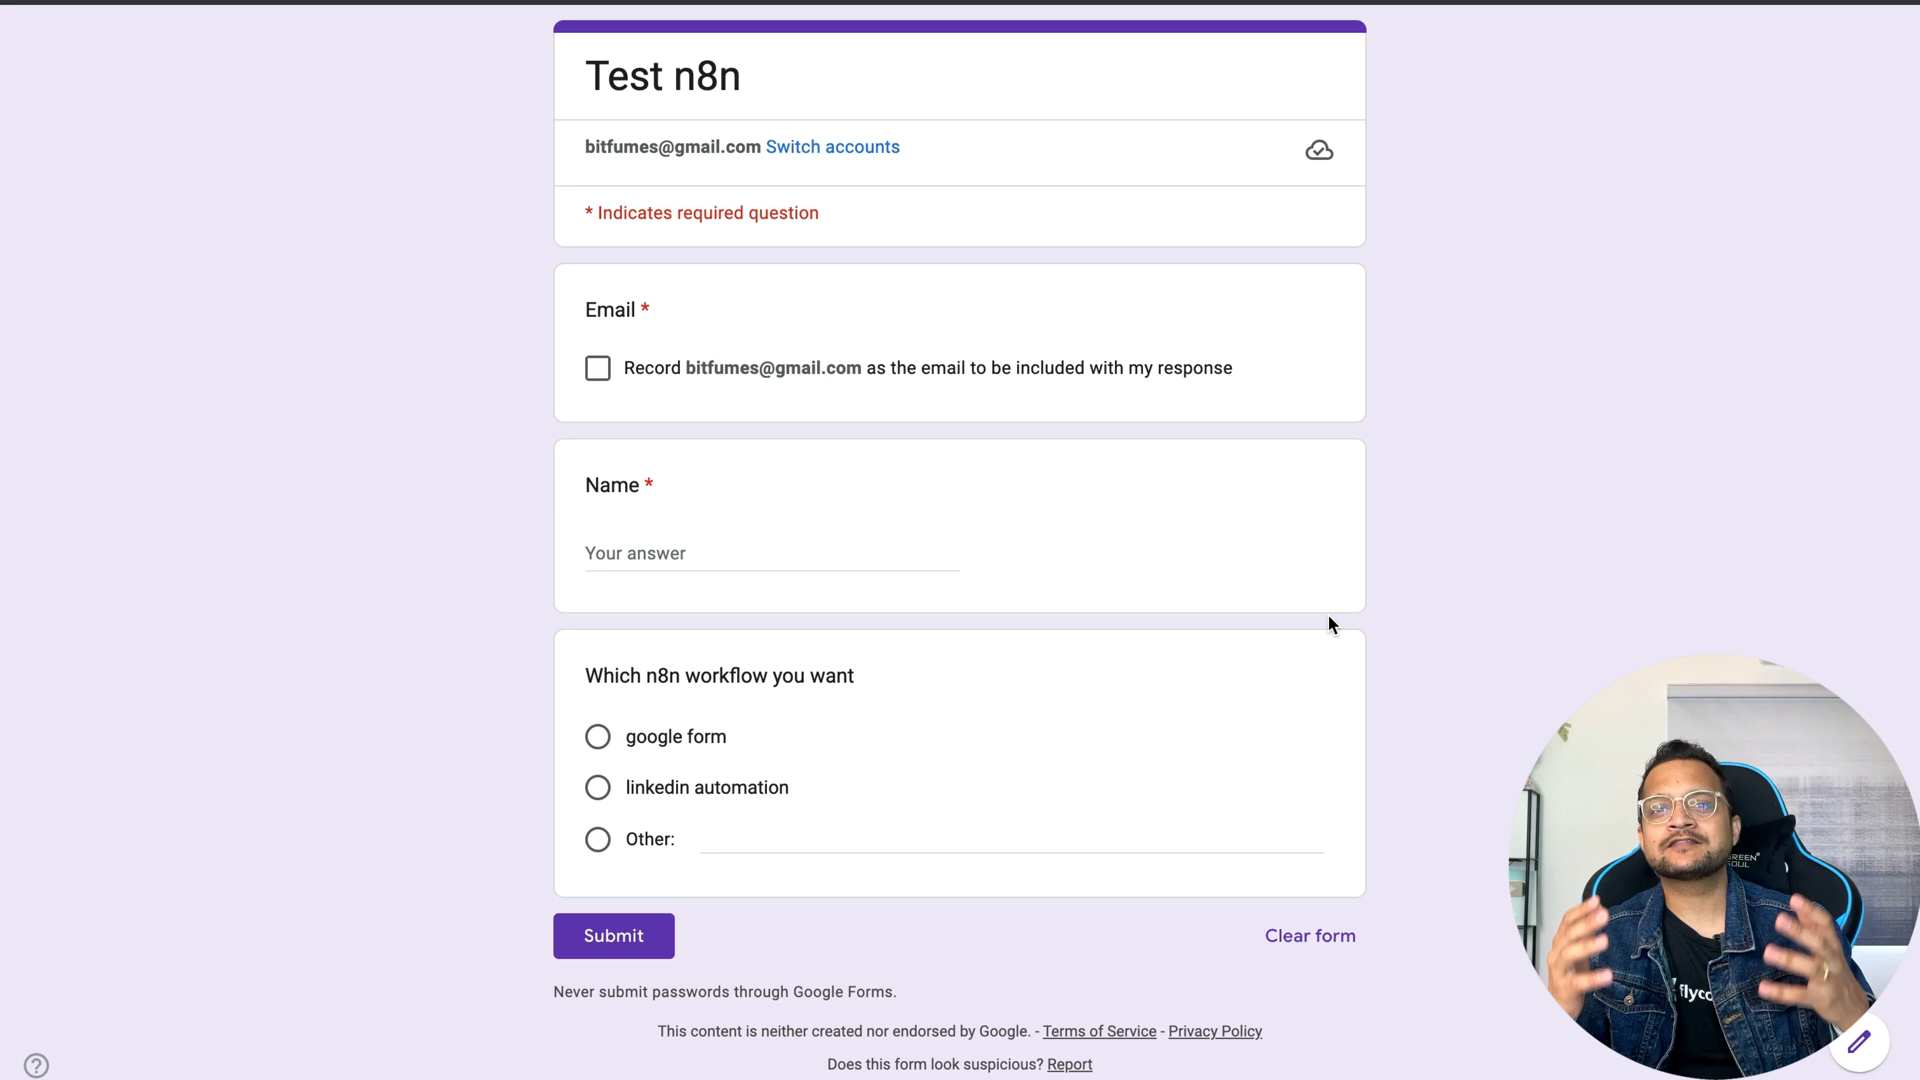 Test n8n
bitfumes@gmail.com Switch accounts
* Indicates required question
Email *
Record bitfumes@gmail.com as the email to be included with my response
Name *
Your answer
Which n8n workflow you want
google form
linkedin automation
Other:
GREEN
SOUL
flyco
Submit
Clear form
Never submit passwords through Google Forms.
This content is neither created nor endorsed by Google. - Terms of Service - Privacy Policy
Does this form look suspicious? Report